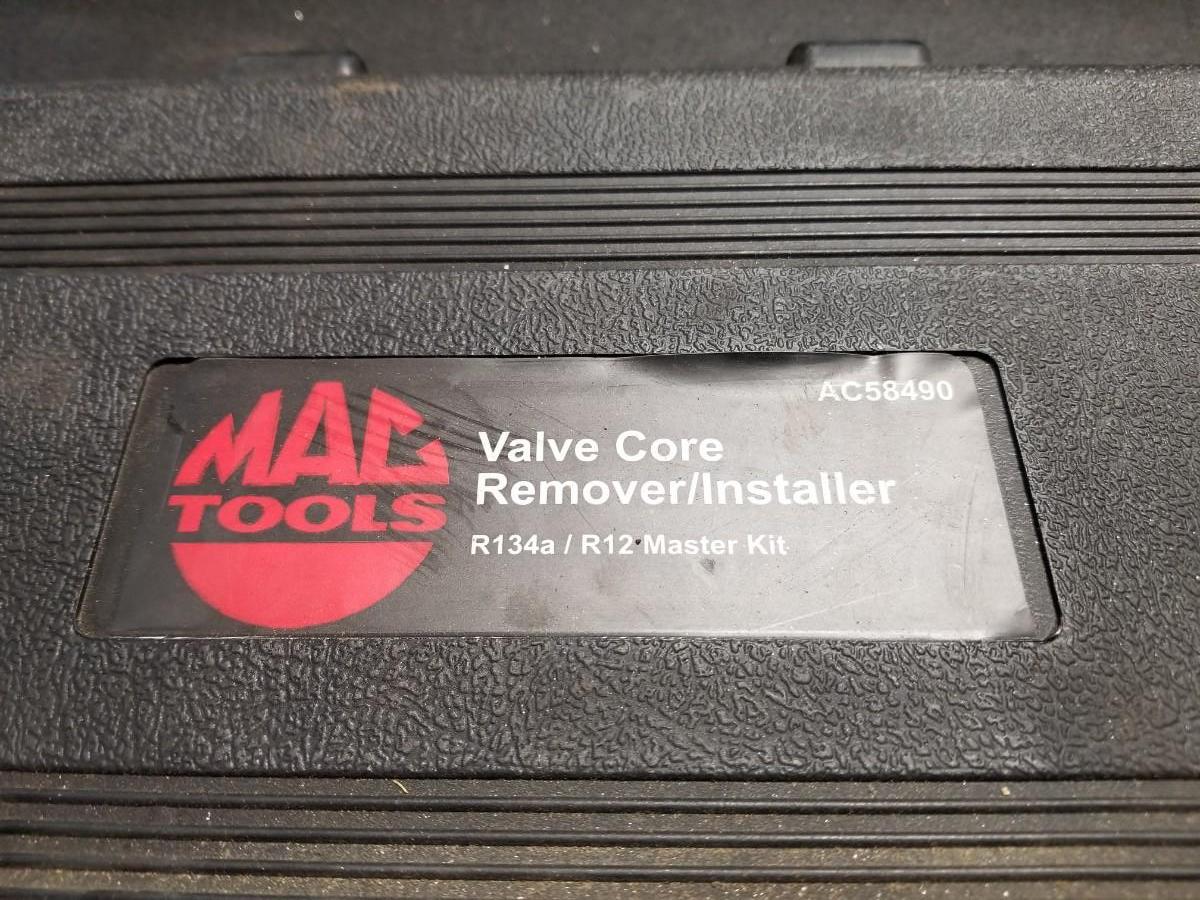 AC58490
MAC
TOOLS
Valve Core
Remover/Installer
R134a / R12 Master Kit